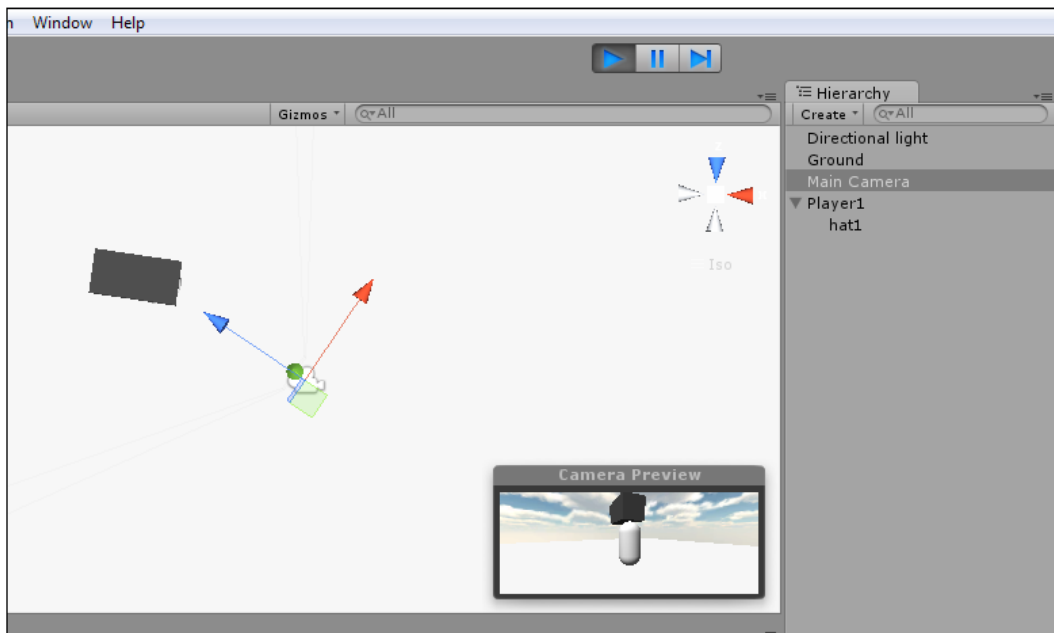 Window Help
Gizmos
All
Hierarchy
Create
All
Directional light
Ground
Main Camera
Player1
hat1
Iso
Camera Preview